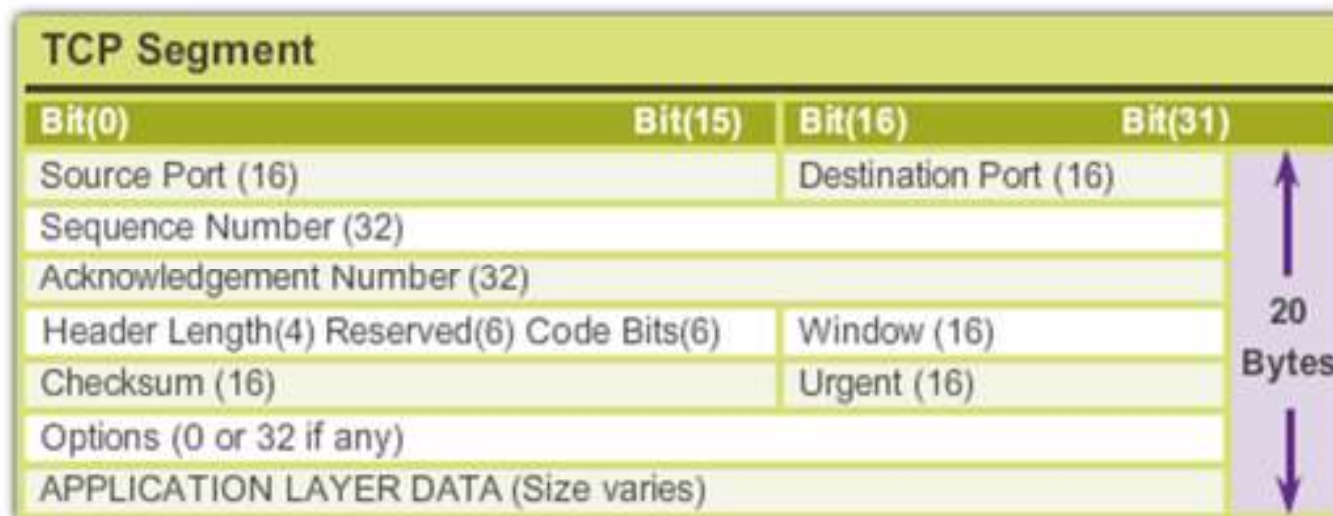 TCP Segment
Bit(0) Bit(15) Bit(16) Bit(31)
Source Port (16) Destination Port (16)
Sequence Number (32)
Acknowledgement Number (32)
Header Length(4) Reserved(6) Code Bits(6) Window (16)
Checksum (16) Urgent (16)
Options (0 or 32 if any)
APPLICATION LAYER DATA (Size varies)
20
Bytes